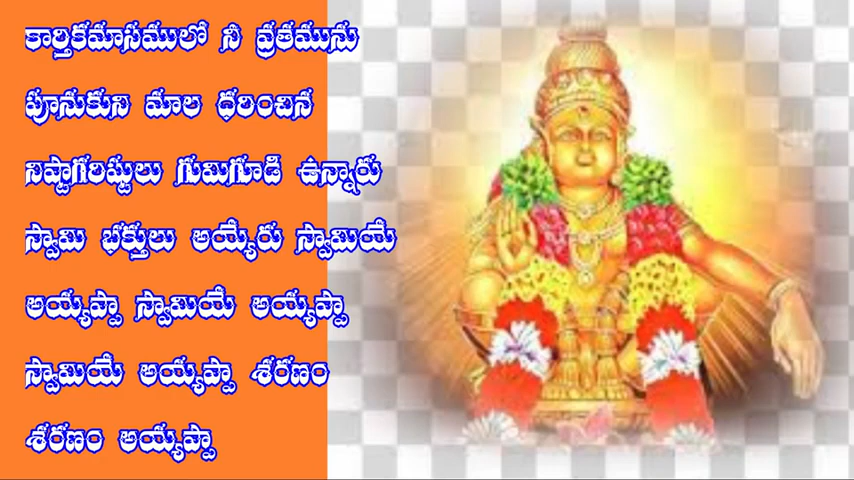 కార్తికమాసములో నీ వ్రతమును
పూనుకుని మాల ధరించిన
నిష్టాగరిష్టులు గుమిగూడి ఉన్నారు
స్వామి భక్తులు అయ్యేరు స్వామియే
అయ్యప్పా స్వామియే అయ్యప్పా
స్వామియే అయ్యప్పా శరణం
శరణం అయ్యప్పా